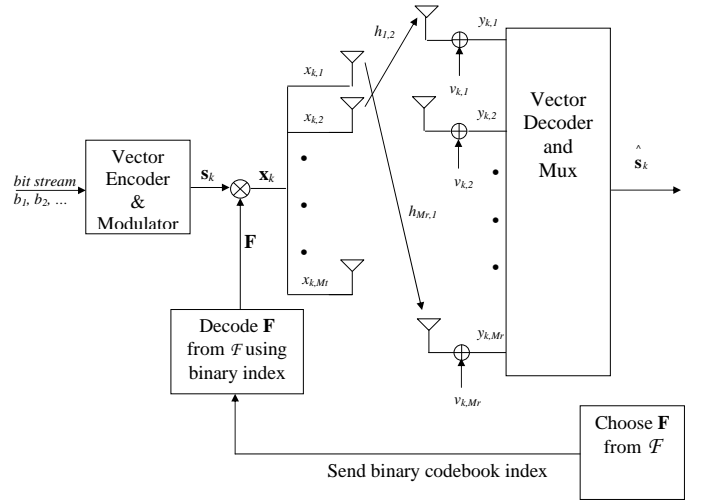 bit stream
b1, b2, ...
Vector
Encoder
&
Modulator
sk
F
xk
xk,1
xk,2
xk,Mt
h1,2
hMr,1
yk,1
vk,1
yk,2
vk,2
yk,Mr
vk,Mr
Vector
Decoder
and
Mux
^
sk
Decode F
from ℱ using
binary index
Choose F
from ℱ
Send binary codebook index